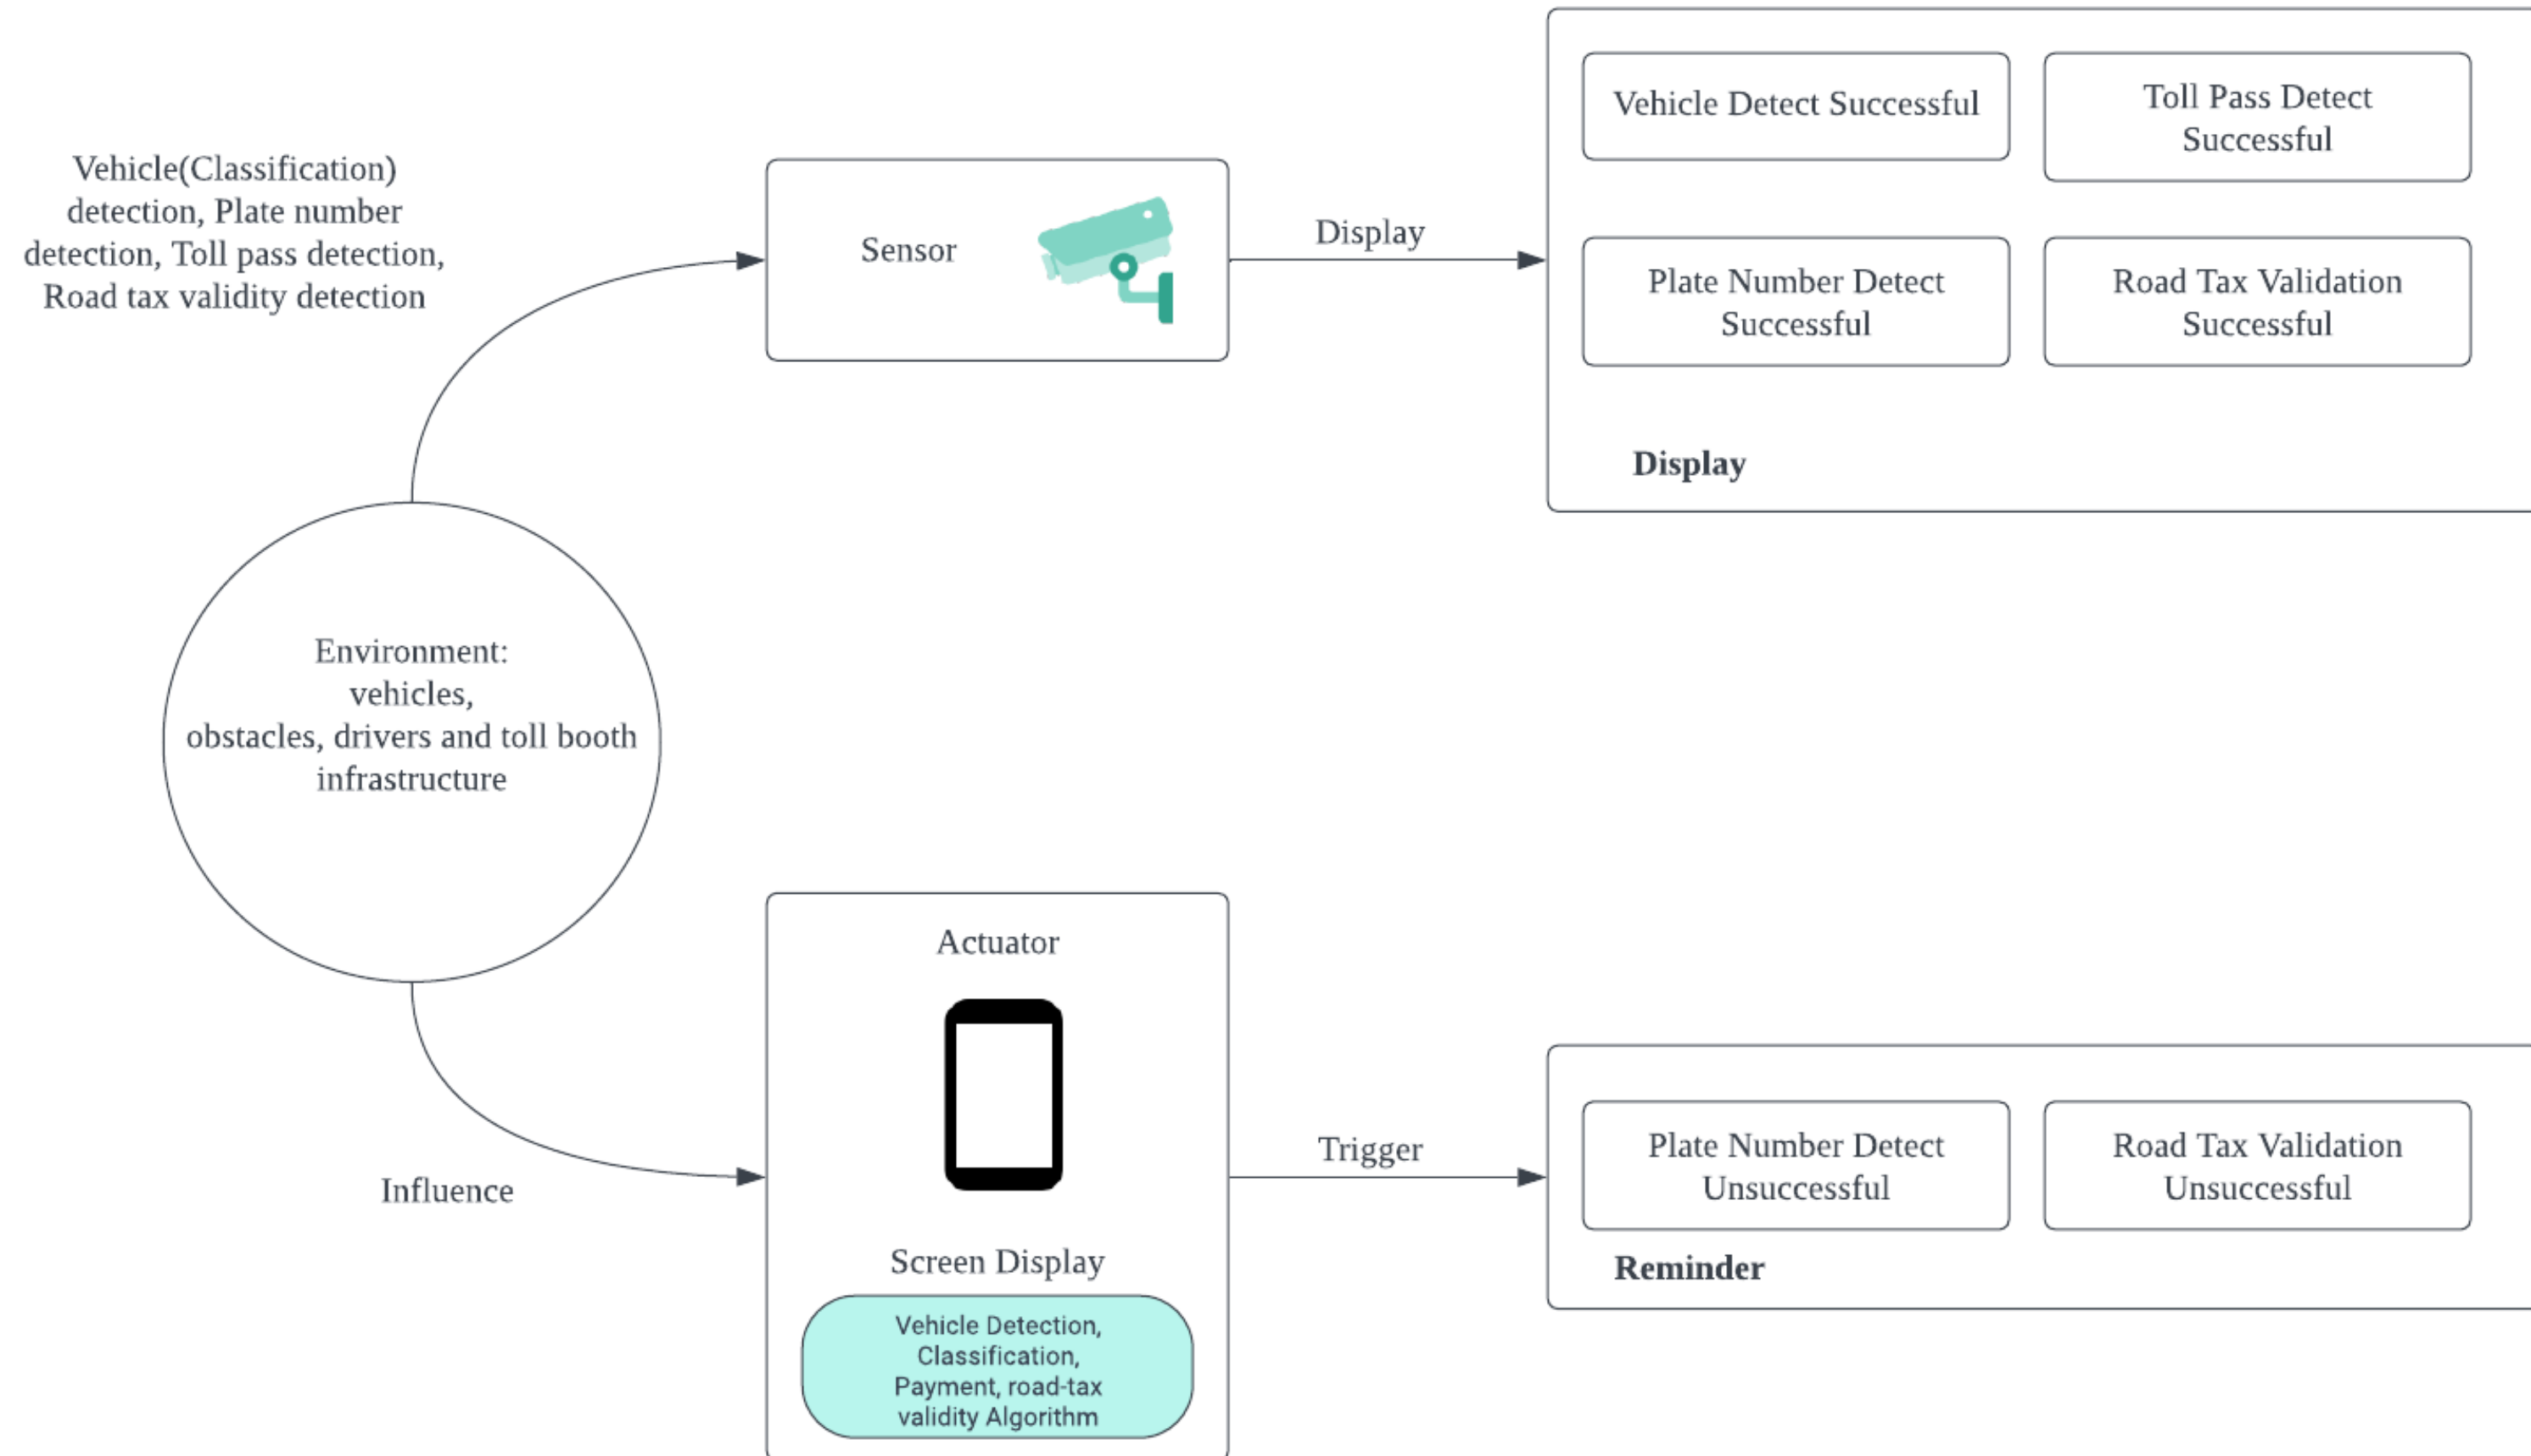 Vehicle(Classification)
detection, Plate number
detection, Toll pass detection,
Road tax validity detection
Sensor
Display
Vehicle Detect Successful
Toll Pass Detect
Successful
Plate Number Detect
Successful
Road Tax Validation
Successful
Display
Environment:
vehicles,
obstacles, drivers and toll booth
infrastructure
Influence
Actuator
Screen Display
Vehicle Detection,
Classification,
Payment, road-tax
validity Algorithm
Trigger
Plate Number Detect
Unsuccessful
Road Tax Validation
Unsuccessful
Reminder